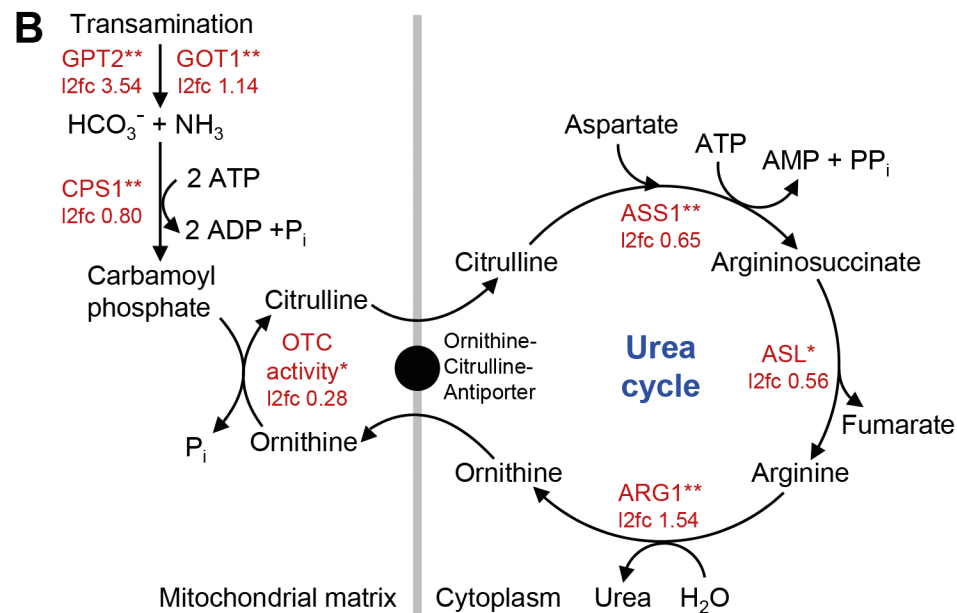 B
Transamination
GPT2** GOT1**
l2fc 3.54 l2fc 1.14
HCO₃⁻ + NH₃
CPS1**
l2fc 0.80
2 ATP
2 ADP +Pᵢ
Carbamoyl
phosphate
Citrulline
OTC
activity*
l2fc 0.28
Pᵢ
Ornithine
Ornithine-
Citrulline-
Antiporter
Aspartate
ATP
AMP + PPᵢ
ASS1**
l2fc 0.65
Citrulline
Argininosuccinate
Urea
cycle
ASL*
l2fc 0.56
Fumarate
Arginine
Ornithine
ARG1**
l2fc 1.54
Urea
H₂O
Mitochondrial matrix
Cytoplasm